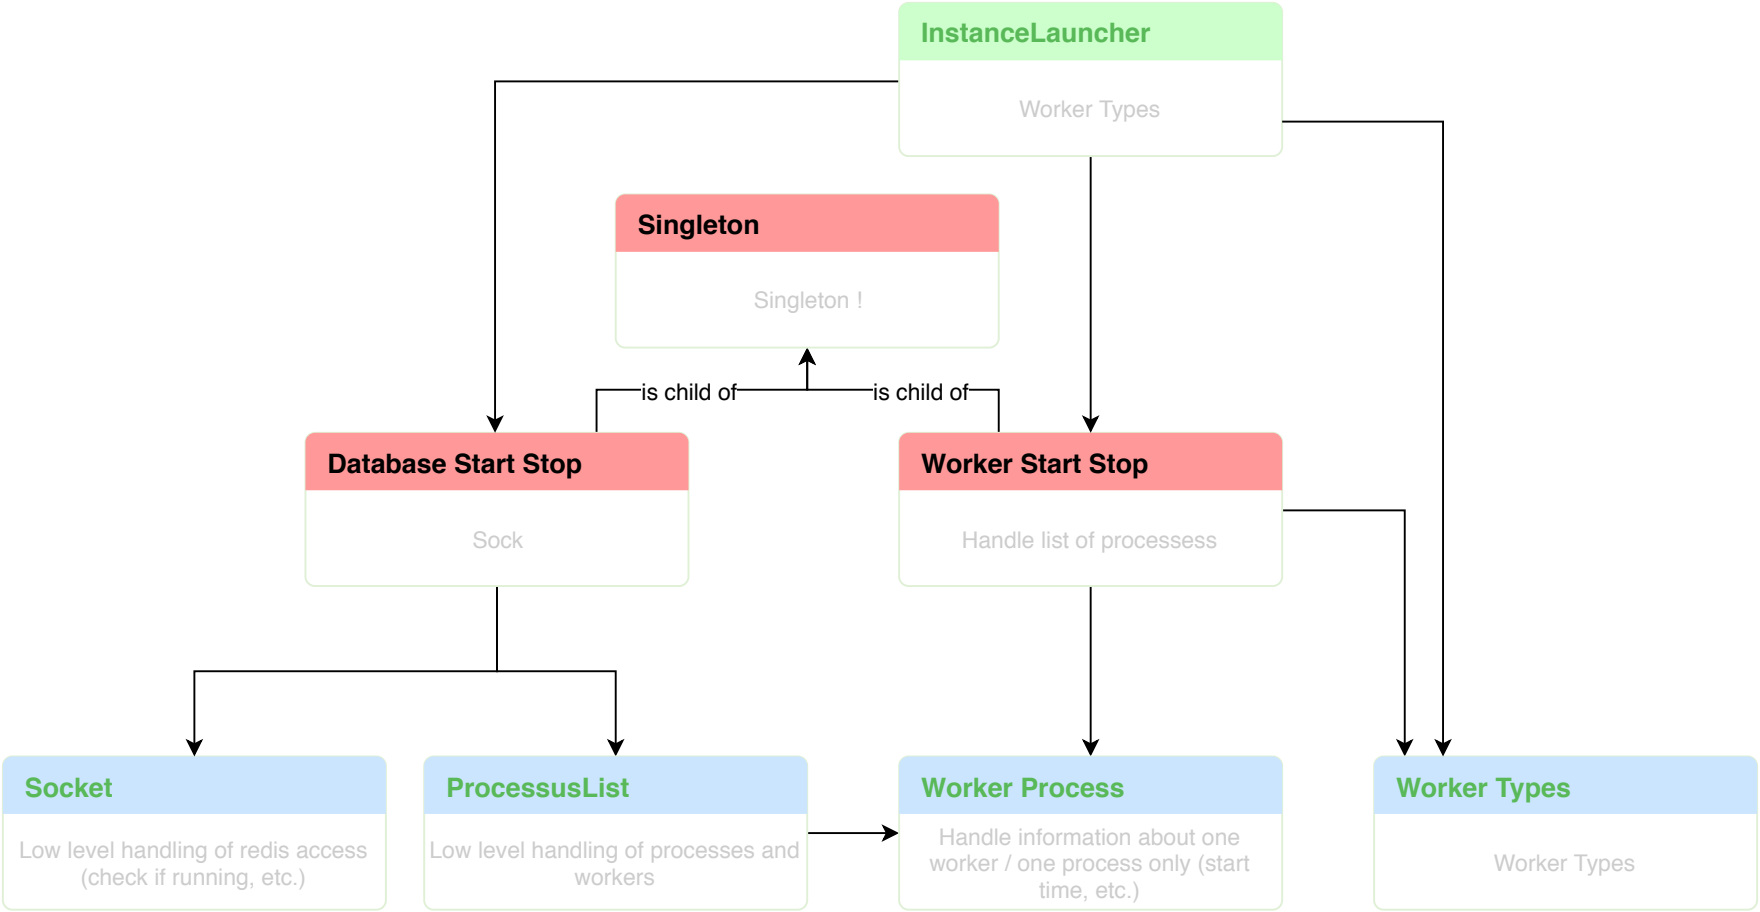 InstanceLauncher
Worker Types
Singleton
Singleton !
is child of
is child of
Database Start Stop
Sock
Worker Start Stop
Handle list of processess
Socket
Low level handling of redis access
(check if running, etc.)
ProcessusList
Low level handling of processes and
workers
Worker Process
Handle information about one
worker / one process only (start
time, etc.)
Worker Types
Worker Types